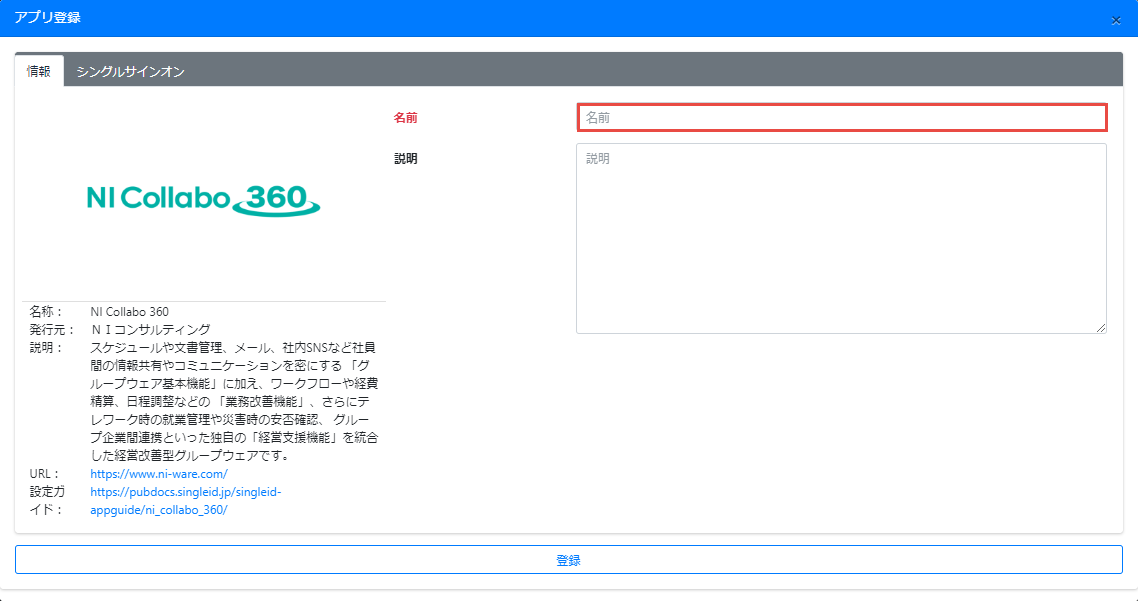 アプリ登録
×
情報 シングルサインオン
名前 名前
説明 説明
NI Collabo 360
名称： NI Collabo 360
発行元： ＮＩコンサルティング
説明： スケジュールや文書管理、メール、社内SNSなど社員
間の情報共有やコミュニケーションを密にする 「グ
ループウェア基本機能」に加え、ワークフローや経費
精算、日程調整などの 「業務改善機能」、さらにテ
レワーク時の就業管理や災害時の安否確認、 グルー
プ企業間連携といった独自の「経営支援機能」を統合
した経営改善型グループウェアです。
URL： https://www.ni-ware.com/
設定ガ https://pubdocs.singleid.jp/singleid-
イド： appguide/ni_collabo_360/
登録